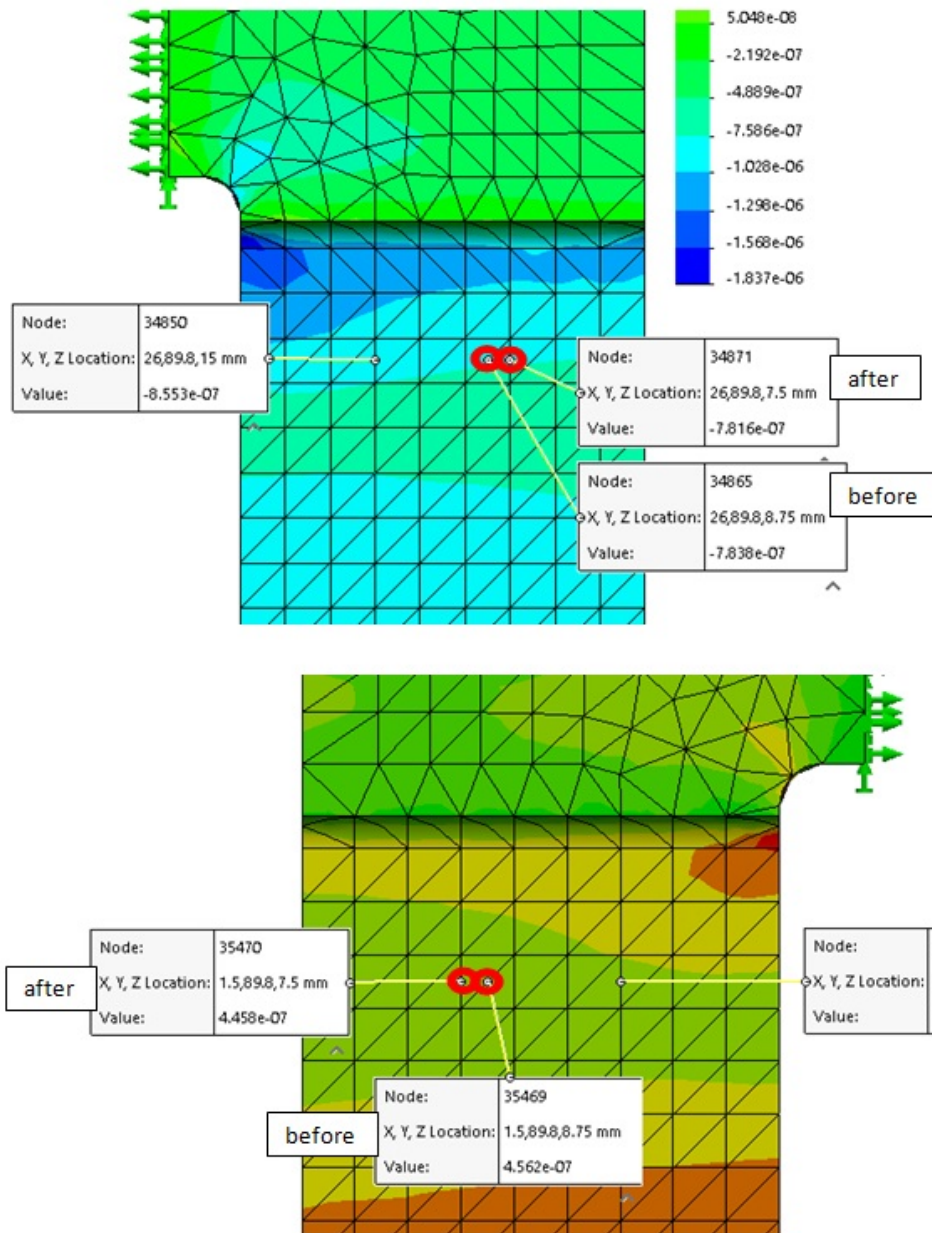 5.048e-08
-2.192e-07
-4.889e-07
-7.586e-07
-1.028e-06
-1.298e-06
-1.568e-06
-1.837e-06
Node: 34850
X, Y, Z Location: 26,89.8,15 mm
Value: -8.553e-07
Node: 34871
X, Y, Z Location: 26,89.8,7.5 mm
Value: -7.816e-07
after
Node: 34865
X, Y, Z Location: 26,89.8,8.75 mm
Value: -7.838e-07
before
Node: 35470
X, Y, Z Location: 1.5,89.8,7.5 mm
Value: 4.458e-07
after
Node:
X, Y, Z Location:
Value:
Node: 35469
X, Y, Z Location: 1.5,89.8,8.75 mm
Value: 4.562e-07
before